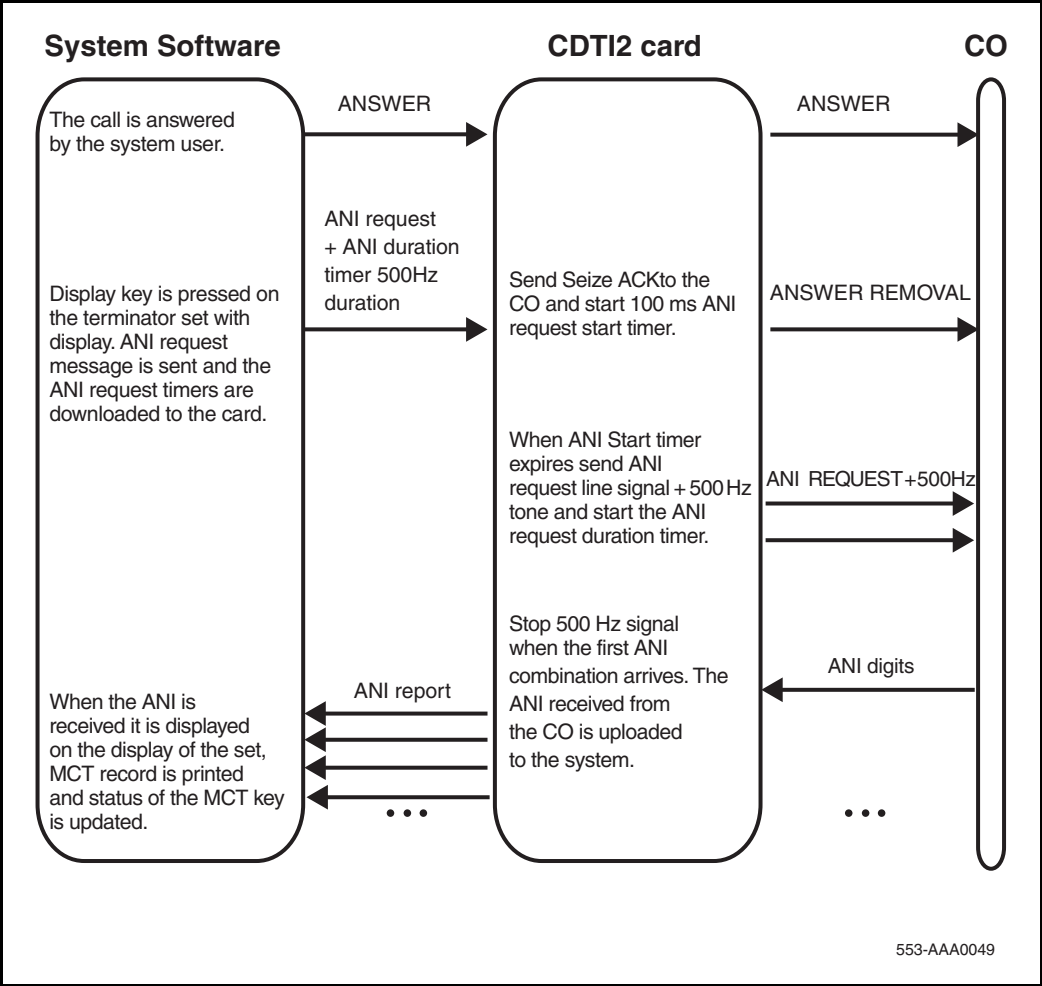 System Software
CDTI2 card
CO
The call is answered
by the system user.
ANSWER
ANSWER
ANI request
+ ANI duration
timer 500Hz
duration
Display key is pressed on
the terminator set with
display. ANI request
message is sent and the
ANI request timers are
downloaded to the card.
Send Seize ACKto the
CO and start 100 ms ANI
request start timer.
ANSWER REMOVAL
When ANI Start timer
expires send ANI
request line signal + 500 Hz
tone and start the ANI
request duration timer.
ANI REQUEST+500Hz
Stop 500 Hz signal
when the first ANI
combination arrives. The
ANI received from
the CO is uploaded
to the system.
ANI digits
ANI report
When the ANI is
received it is displayed
on the display of the set,
MCT record is printed
and status of the MCT key
is updated.
...
...
553-AAA0049